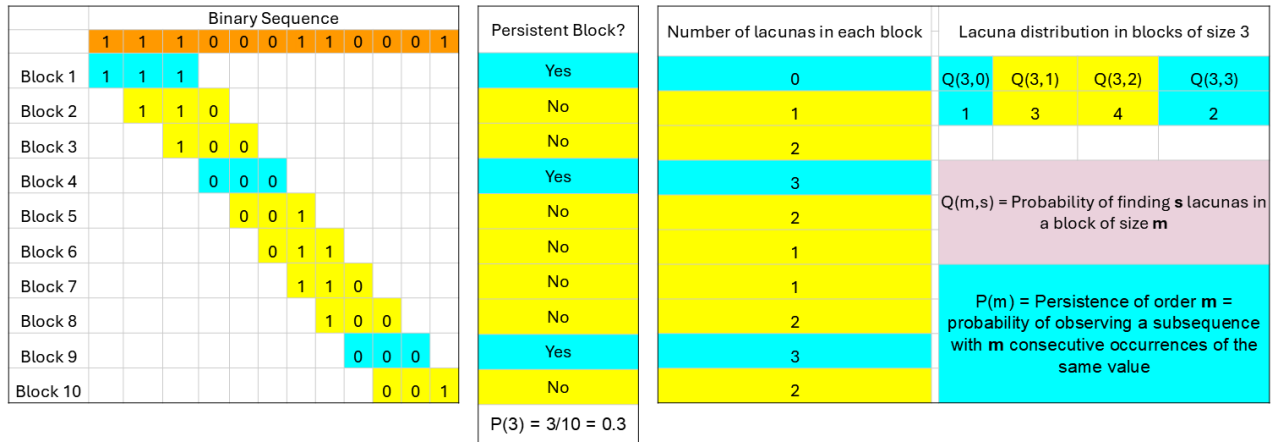 Binary Sequence
1 1 1 0 0 0 1 1 0 0 0 1
Block 1 1 1 1
Block 2 1 1 0
Block 3 1 0 0
Block 4 0 0 0
Block 5 0 0 1
Block 6 0 1 1
Block 7 1 1 0
Block 8 1 0 0
Block 9 0 0 0
Block 10 0 0 1
Persistent Block?
Yes
No
No
Yes
No
No
No
No
Yes
No
P(3) = 3/10 = 0.3
Number of lacunas in each block
0
1
2
3
2
1
1
2
3
2
Lacuna distribution in blocks of size 3
Q(3,0) Q(3,1) Q(3,2) Q(3,3)
1 3 4 2
Q(m,s) = Probability of finding s lacunas in
a block of size m
P(m) = Persistence of order m =
probability of observing a subsequence
with m consecutive occurrences of the
same value